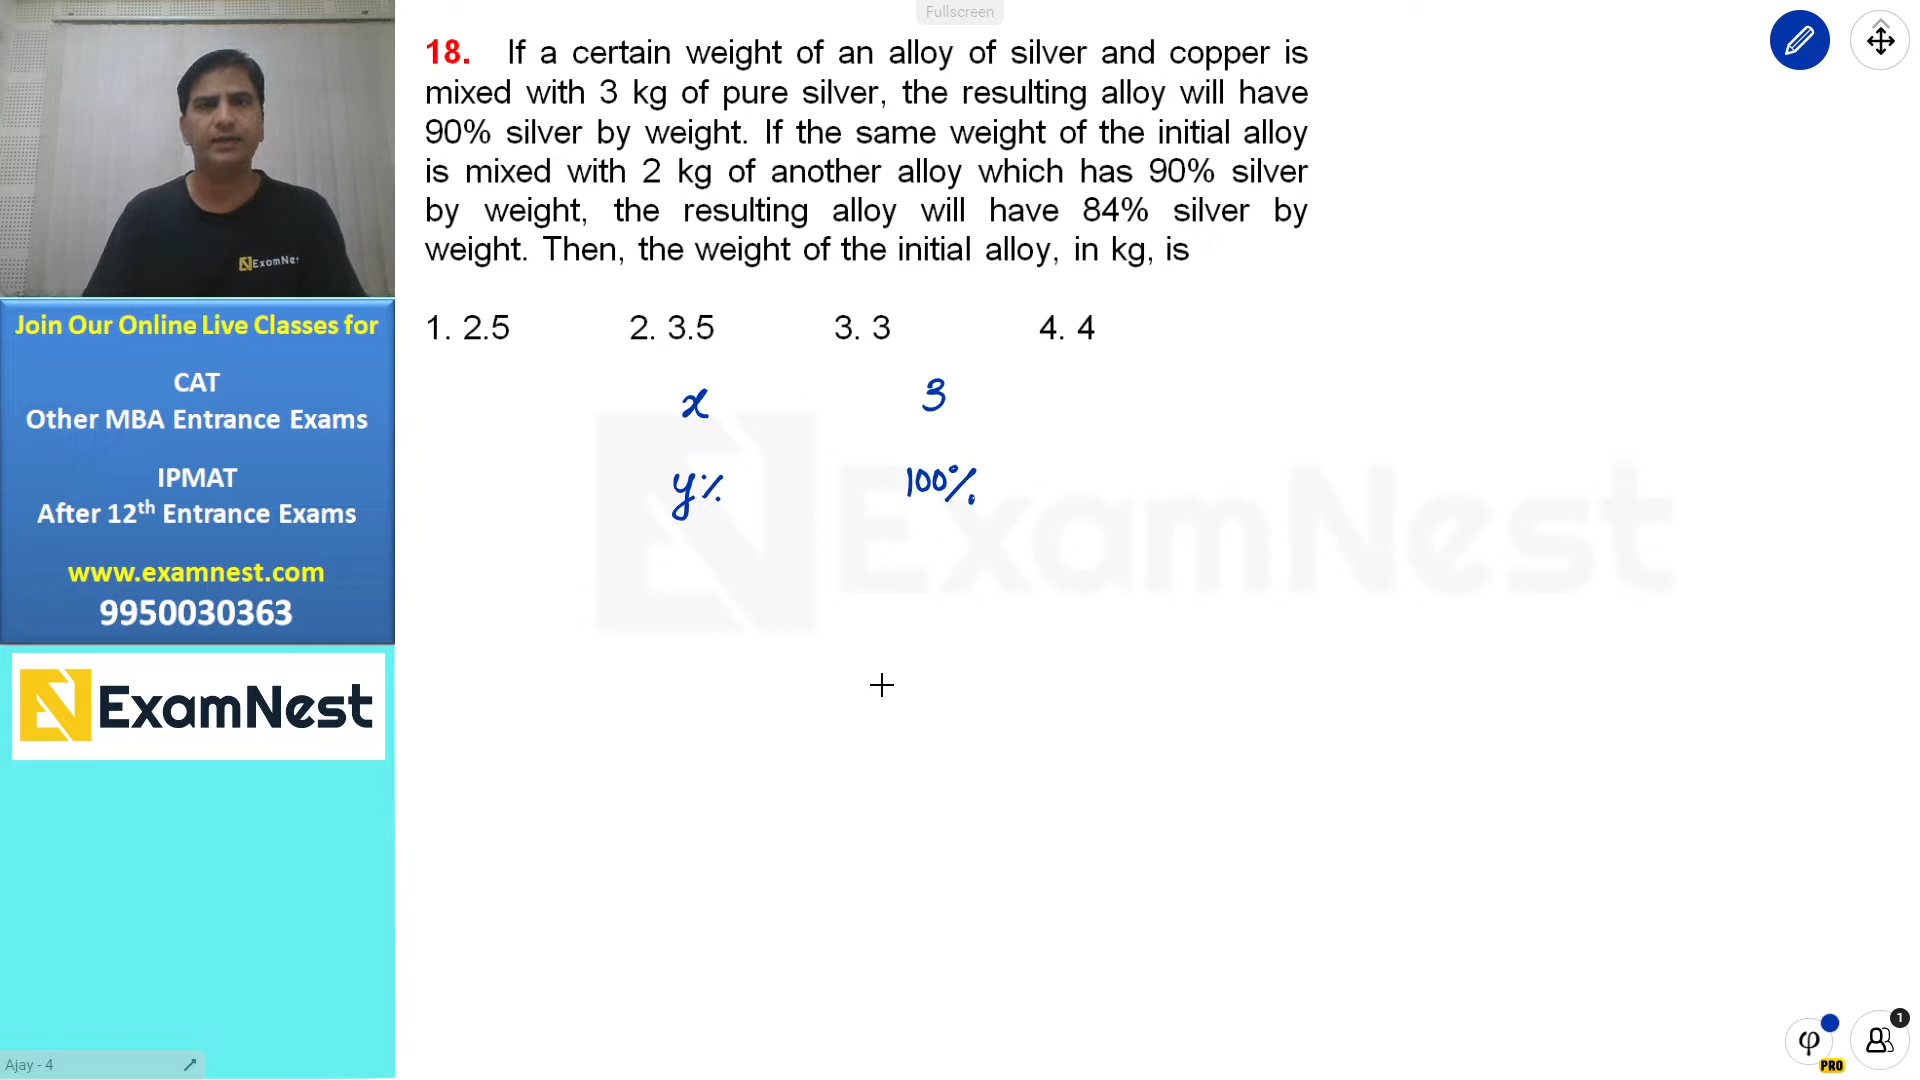 Fullscreen
18. If a certain weight of an alloy of silver and copper is
mixed with 3 kg of pure silver, the resulting alloy will have
90% silver by weight. If the same weight of the initial alloy
is mixed with 2 kg of another alloy which has 90% silver
by weight, the resulting alloy will have 84% silver by
weight. Then, the weight of the initial alloy, in kg, is
1. 2.5 2. 3.5 3. 3 4. 4
x 3
y% 100%
ExamNest
ExamNest
Join Our Online Live Classes for
CAT
Other MBA Entrance Exams
IPMAT
After 12th Entrance Exams
www.examnest.com
9950030363
ExamNest
Ajay - 4
1
φ
PRO